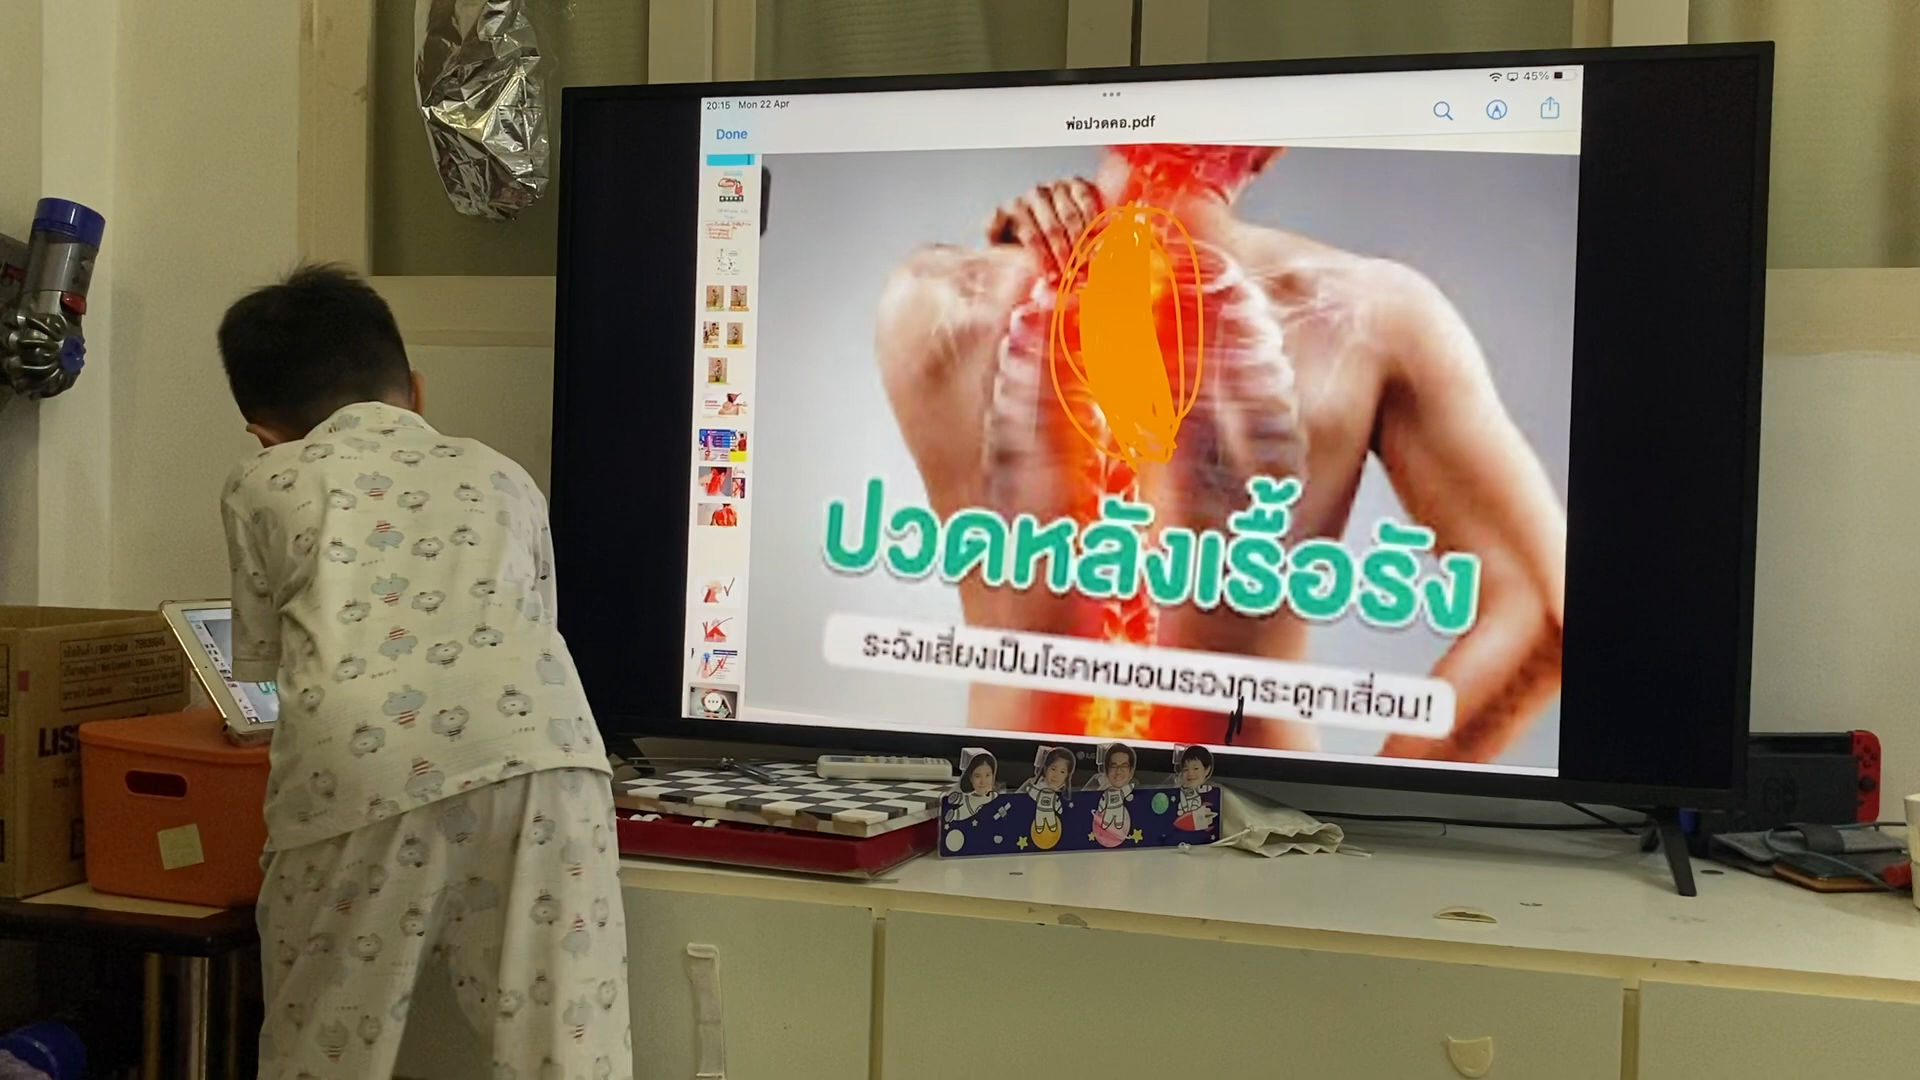 20:15 Mon 22 Apr
45%
Done
พ่อปวดคอ.pdf
ปวดหลังเรื้อรัง
ระวังเสี่ยงเป็นโรคหมอนรองกระดูกเสื่อม!
LIS